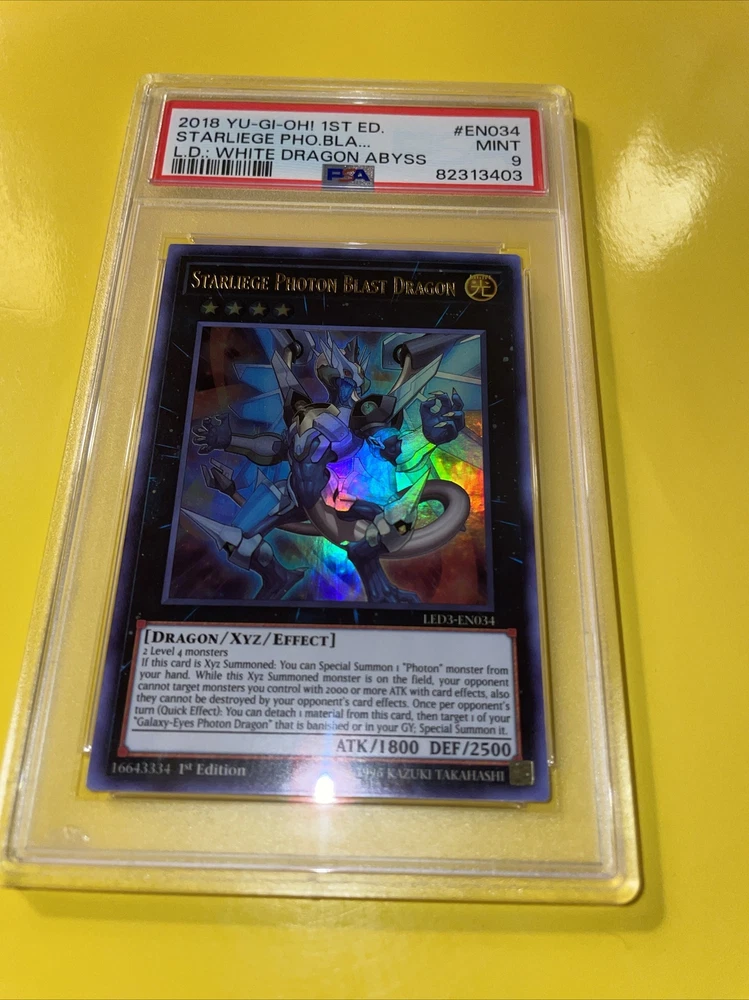 2018 YU-GI-OH! 1ST ED. #EN034
STARLIEGE PHO.BLA... MINT
L.D.: WHITE DRAGON ABYSS 9
PSA 82313403
STARLIEGE PHOTON BLAST DRAGON 光
LED3-EN034
[DRAGON/XYZ/EFFECT]
2 Level 4 monsters
If this card is Xyz Summoned: You can Special Summon 1 "Photon" monster from
your hand. While this Xyz Summoned monster is on the field, your opponent
cannot target monsters you control with 2000 or more ATK with card effects, also
they cannot be destroyed by your opponent's card effects. Once per opponent's
turn (Quick Effect): You can detach 1 material from this card, then target 1 of your
"Galaxy-Eyes Photon Dragon" that is banished or in your GY; Special Summon it.
ATK/1800 DEF/2500
16643334 1st Edition 1996 KAZUKI TAKAHASHI